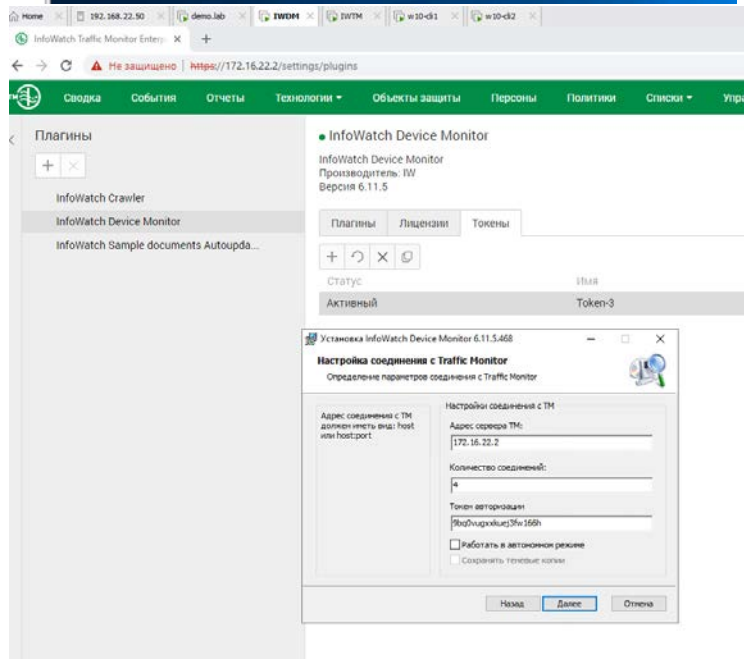 Home
192.168.22.50
demo.lab
IWDM
IWTM
w10-cli1
w10-cli2
InfoWatch Traffic Monitor Enterp
Не защищено | https://172.16.22.2/settings/plugins
Сводка События Отчеты Технологии Объекты защиты Персоны Политики Списки Упра
Плагины
InfoWatch Crawler
InfoWatch Device Monitor
InfoWatch Sample documents Autoupda...
InfoWatch Device Monitor
InfoWatch Device Monitor
Производитель: IW
Версия 6.11.5
Плагины Лицензии Токены
Статус Имя
Активный Token-3
Установка InfoWatch Device Monitor 6.11.5.468
Настройка соединения с Traffic Monitor
Определение параметров соединения с Traffic Monitor
Адрес соединения с ТМ
должен иметь вид: host
или host:port
Настройки соединения с ТМ
Адрес сервера ТМ:
172.16.22.2
Количество соединений:
4
Токен авторизации
Работать в автономном режиме
Сохранять теневые копии
Назад Далее Отмена